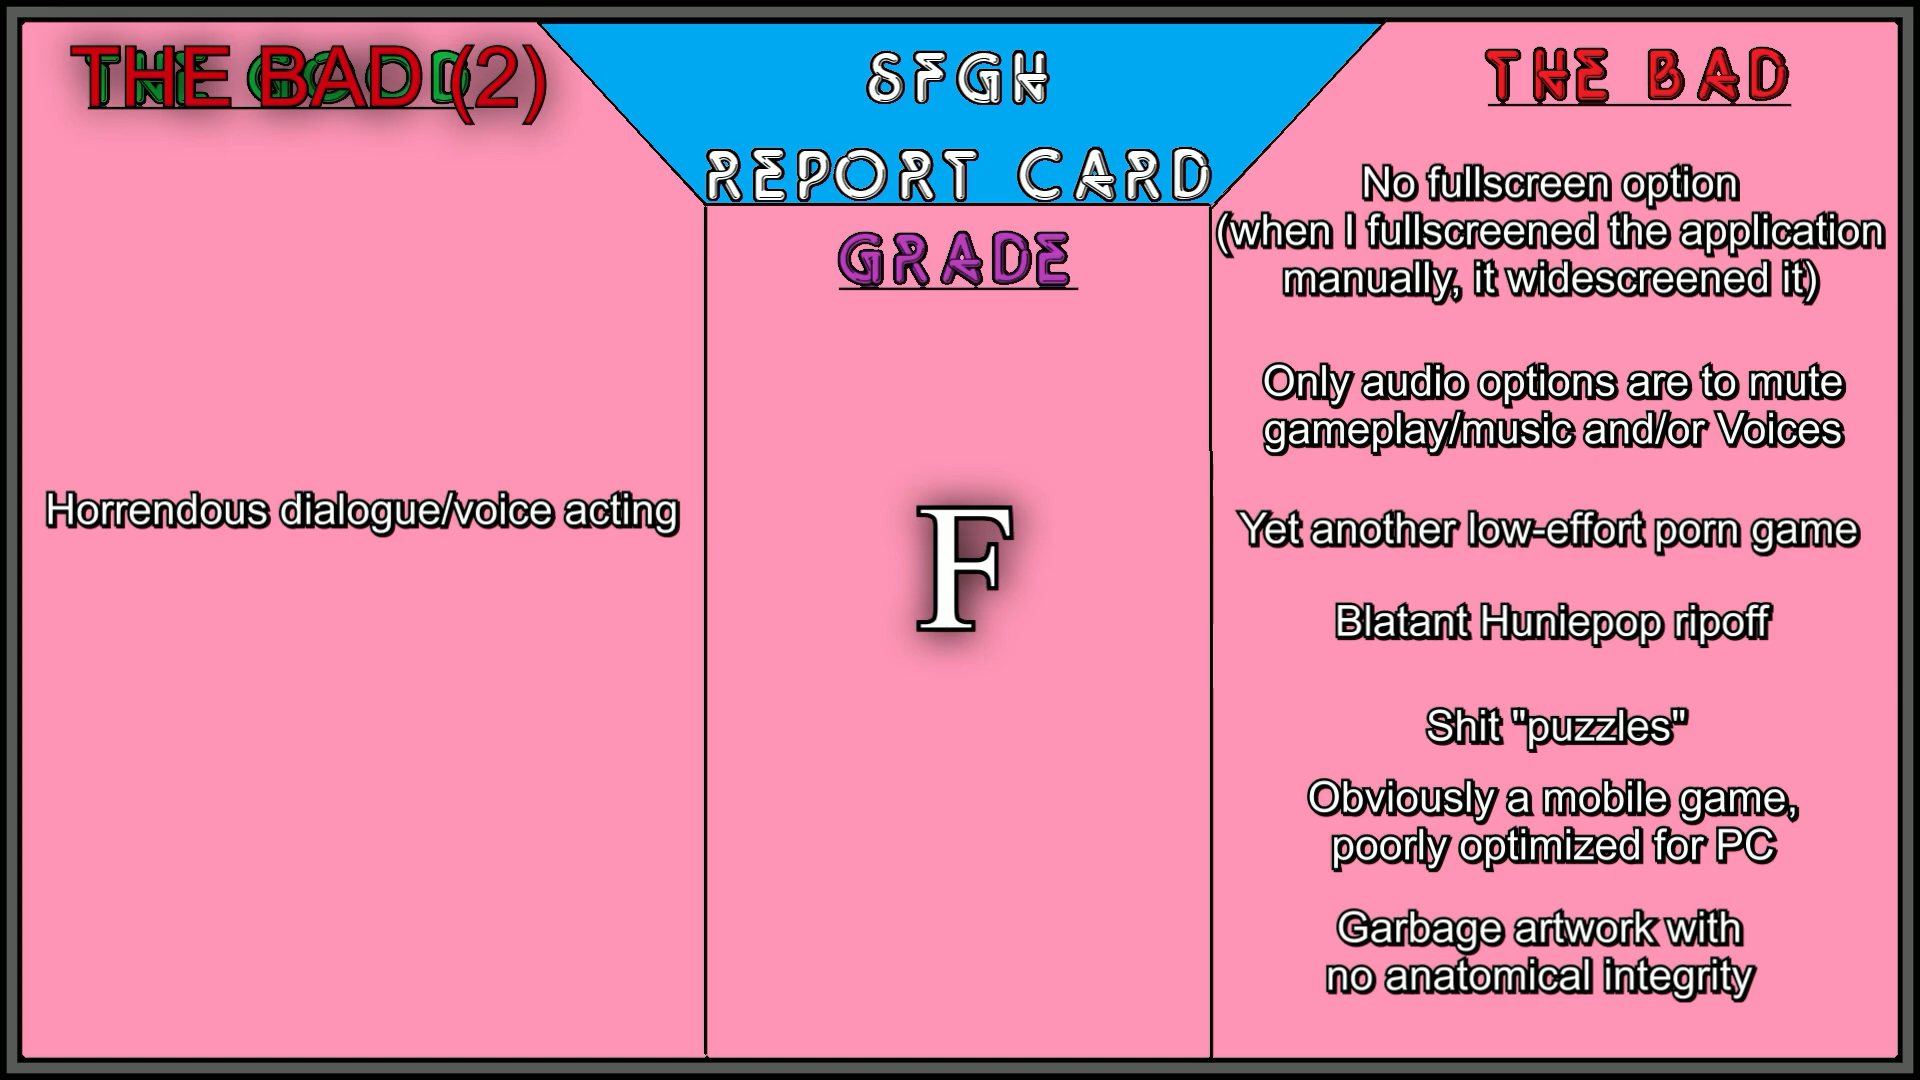 THE GOOD
THE BAD (2)
SFGH
REPORT CARD
GRADE
THE BAD
Horrendous dialogue/voice acting
F
No fullscreen option
(when I fullscreened the application
manually, it widescreened it)
Only audio options are to mute
gameplay/music and/or Voices
Yet another low-effort porn game
Blatant Huniepop ripoff
Shit "puzzles"
Obviously a mobile game,
poorly optimized for PC
Garbage artwork with
no anatomical integrity